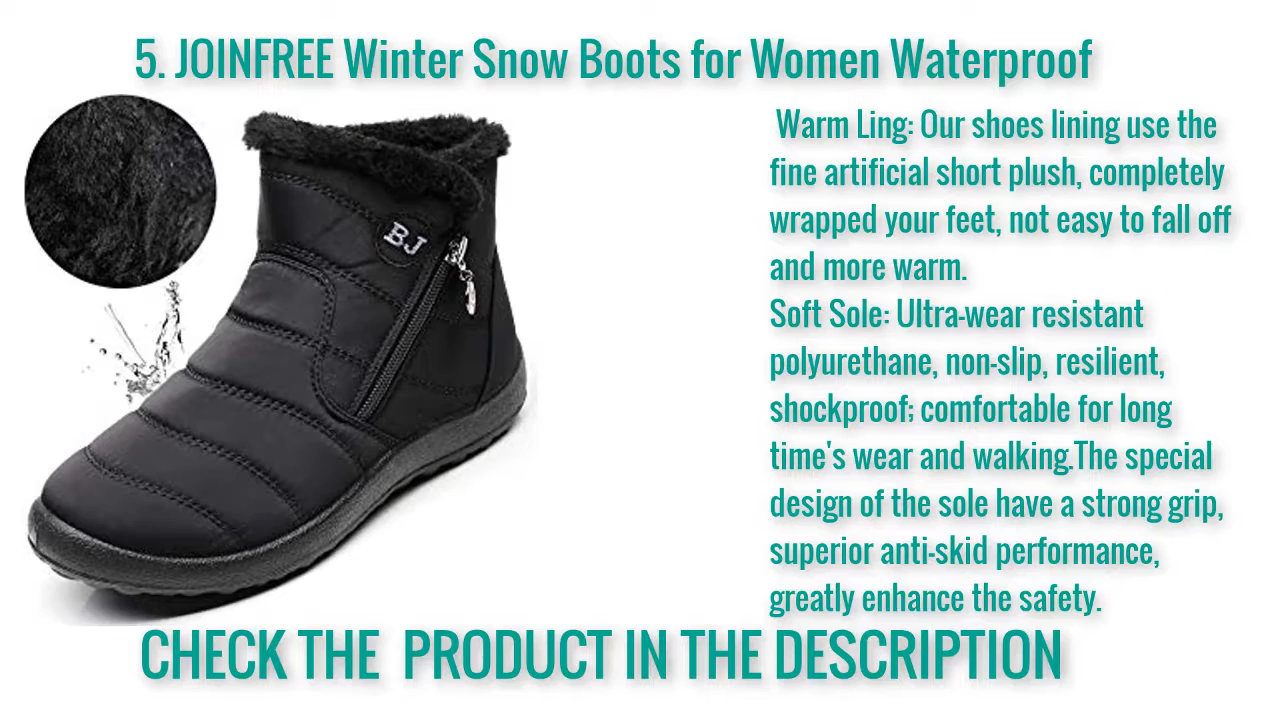 5. JOINFREE Winter Snow Boots for Women Waterproof
Warm Ling: Our shoes lining use the
fine artificial short plush, completely
wrapped your feet, not easy to fall off
and more warm.
Soft Sole: Ultra-wear resistant
polyurethane, non-slip, resilient,
shockproof; comfortable for long
time's wear and walking.The special
design of the sole have a strong grip,
superior anti-skid performance,
greatly enhance the safety.
BJ
CHECK THE  PRODUCT IN THE DESCRIPTION